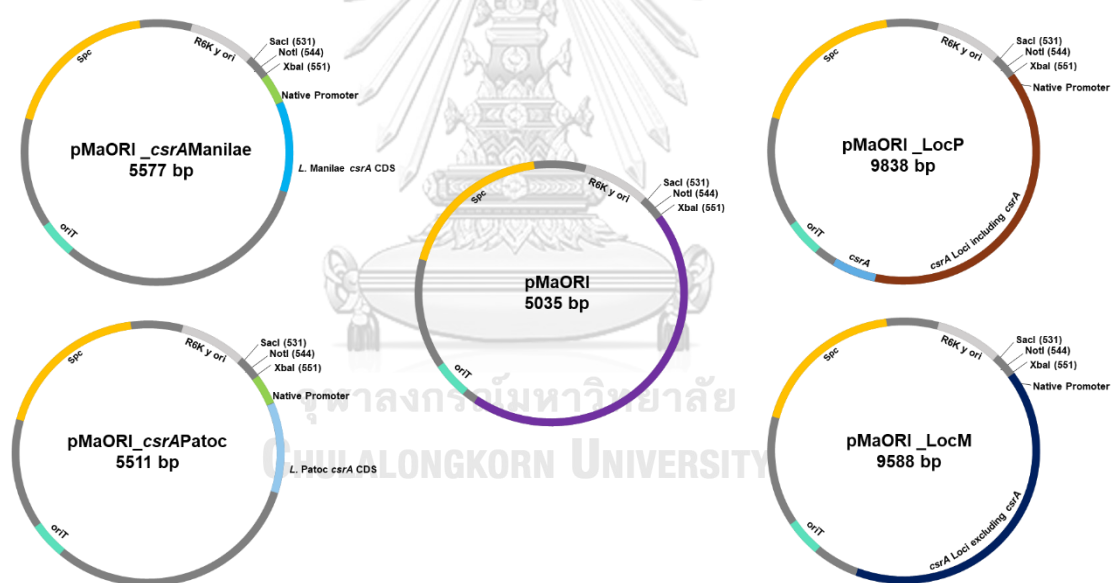 Spc
R6K γ ori
SacI (531)
NotI (544)
XbaI (551)
Native Promoter
pMaORI _csrAManilae
5577 bp
L. Manilae csrA CDS
oriT
Spc
R6K γ ori
SacI (531)
NotI (544)
XbaI (551)
Native Promoter
pMaORI _LocP
9838 bp
csrA Loci including csrA
csrA
oriT
Spc
R6K γ ori
SacI (531)
NotI (544)
XbaI (551)
pMaORI
5035 bp
oriT
Spc
R6K γ ori
SacI (531)
NotI (544)
XbaI (551)
Native Promoter
pMaORI_csrAPatoc
5511 bp
L. Patoc csrA CDS
oriT
Spc
R6K γ ori
SacI (531)
NotI (544)
XbaI (551)
Native Promoter
pMaORI _LocM
9588 bp
csrA Loci excluding csrA
oriT
จุฬาลงกรณ์มหาวิทยาลัย
CHULALONGKORN UNIVERSITY